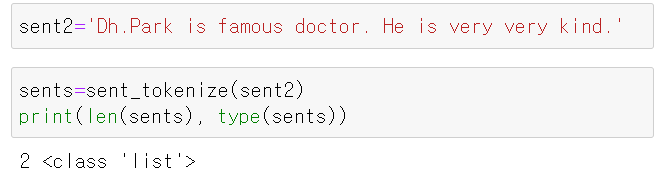 sent2='Dh.Park is famous doctor. He is very very kind.'
sents=sent_tokenize(sent2)
print(len(sents), type(sents))
2 <class 'list'>